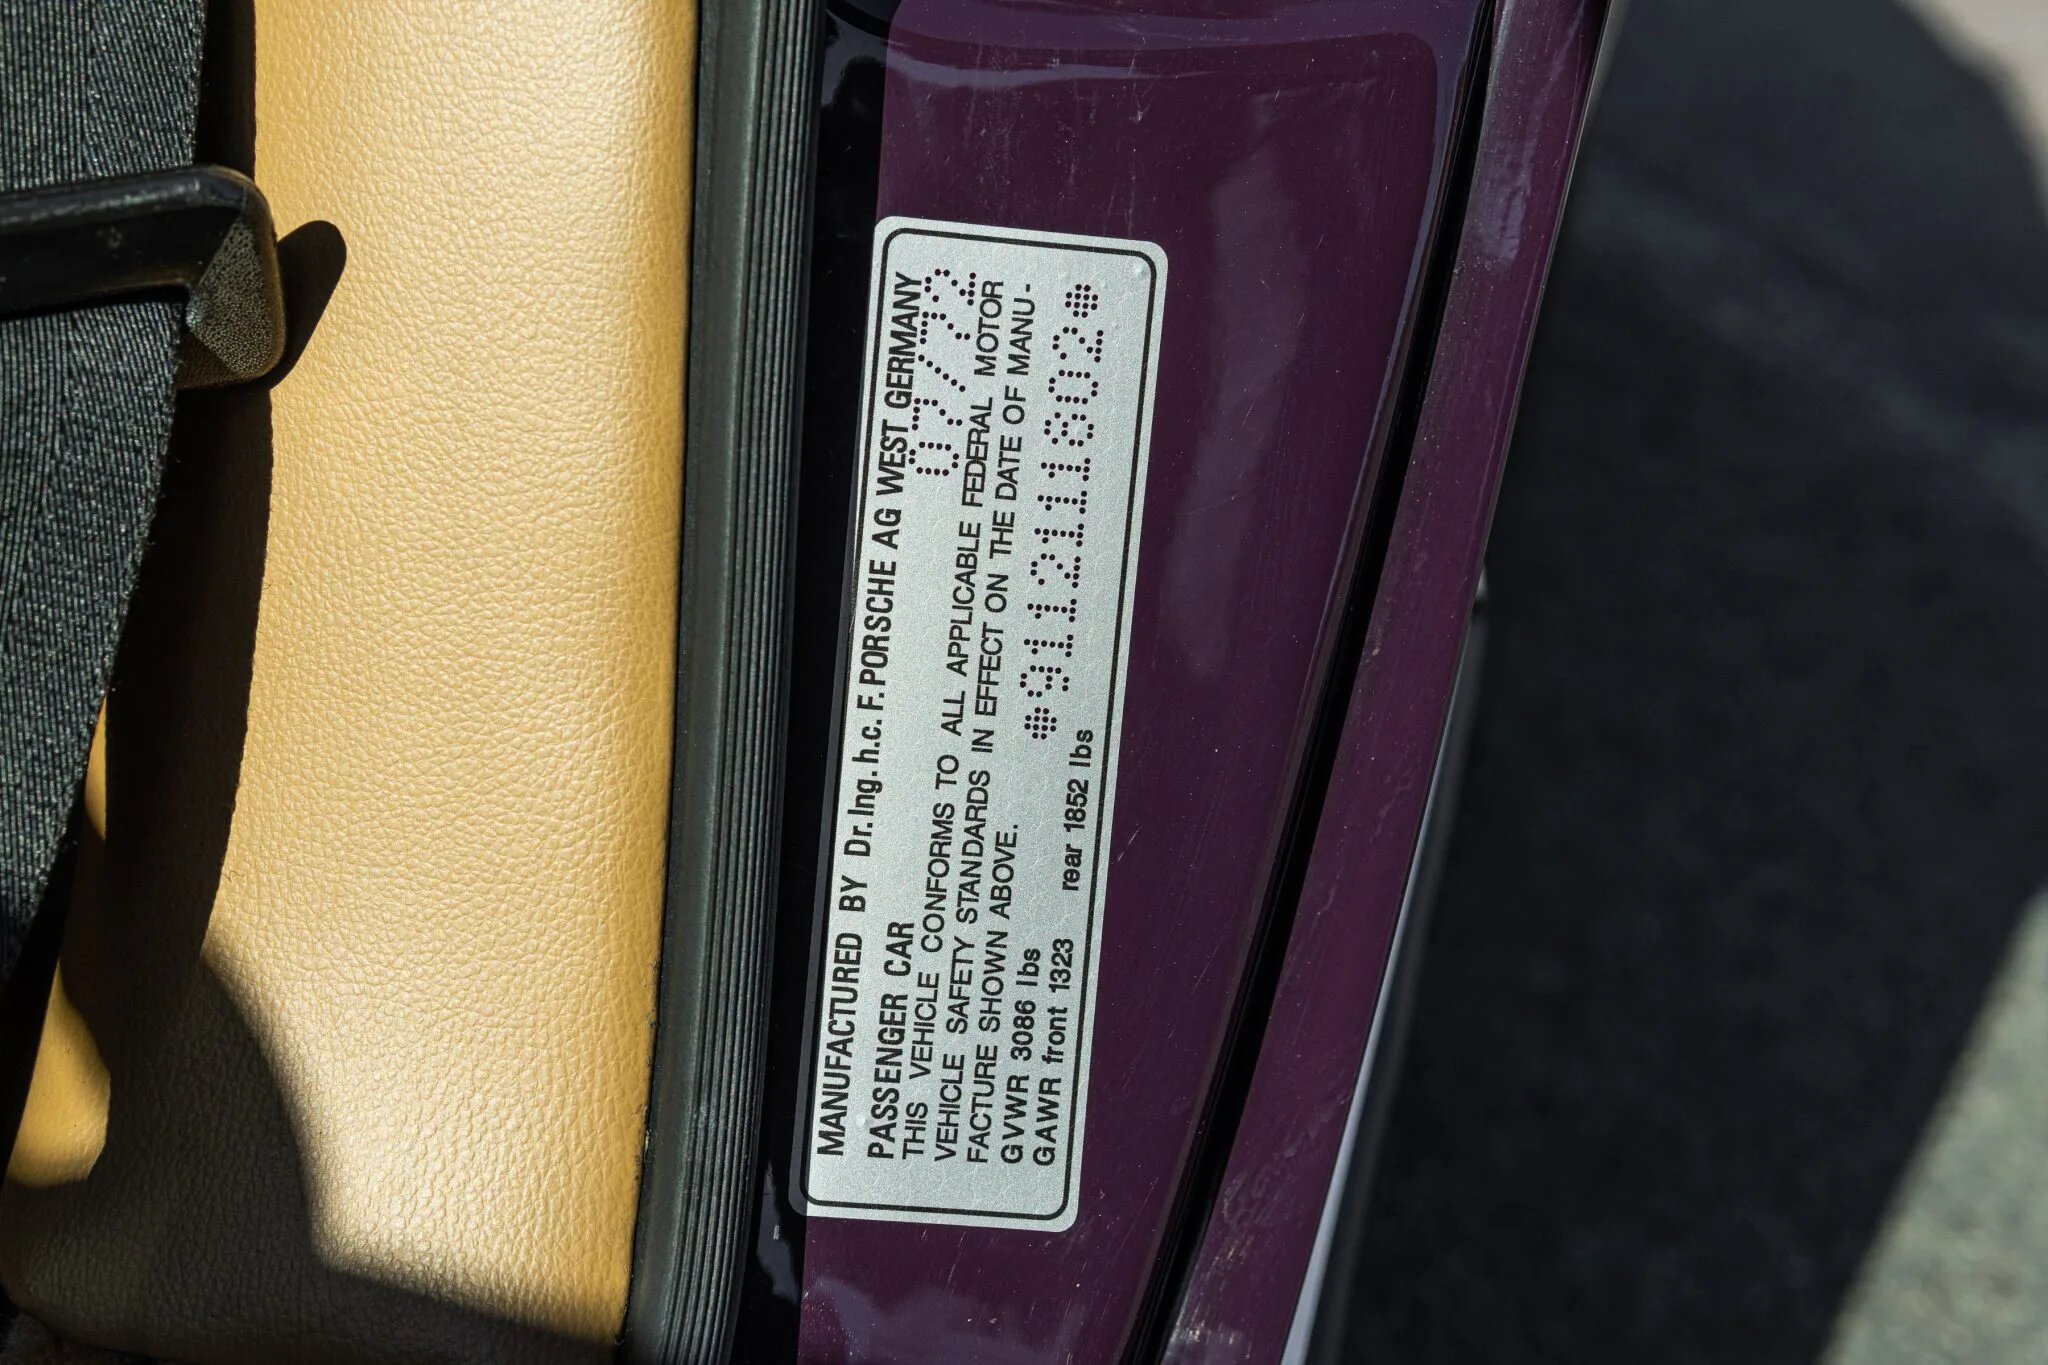 MANUFACTURED BY Dr.Ing.h.c. F.PORSCHE AG WEST GERMANY
PASSENGER CAR 07/72
THIS VEHICLE CONFORMS TO ALL APPLICABLE FEDERAL MOTOR
VEHICLE SAFETY STANDARDS IN EFFECT ON THE DATE OF MANU-
FACTURE SHOWN ABOVE.
GVWR 3086 lbs *9112111602*
GAWR front 1323 rear 1852 lbs